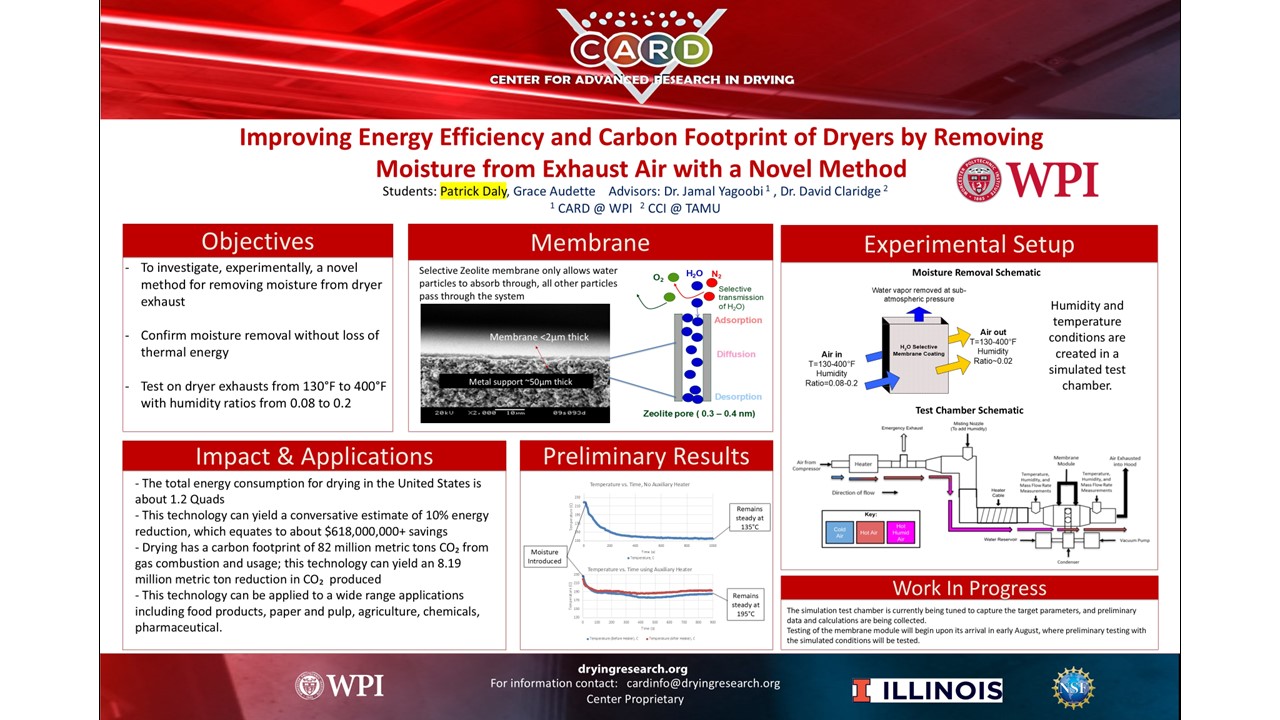 CARD
CENTER FOR ADVANCED RESEARCH IN DRYING
Improving Energy Efficiency and Carbon Footprint of Dryers by Removing
Moisture from Exhaust Air with a Novel Method
Students: Patrick Daly, Grace Audette Advisors: Dr. Jamal Yagoobi 1 , Dr. David Claridge 2
1 CARD @ WPI 2 CCI @ TAMU
WPI
Objectives
- To investigate, experimentally, a novel
method for removing moisture from dryer
exhaust
- Confirm moisture removal without loss of
thermal energy
- Test on dryer exhausts from 130°F to 400°F
with humidity ratios from 0.08 to 0.2
Membrane
Selective Zeolite membrane only allows water
particles to absorb through, all other particles
pass through the system
Membrane <2μm thick
Metal support ~50μm thick
20kV X2,000 10μm
O₂ H₂O N₂
Selective
transmission
of H₂O)
Adsorption
Diffusion
Desorption
Zeolite pore ( 0.3 – 0.4 nm)
Experimental Setup
Moisture Removal Schematic
Water vapor removed at sub-
atmospheric pressure
H₂O Selective
Membrane Coating
Air in
T=130-400°F
Humidity
Ratio=0.08-0.2
Air out
T=130-400°F
Humidity
Ratio~0.02
Humidity and
temperature
conditions are
created in a
simulated test
chamber.
Test Chamber Schematic
Emergency Exhaust
Misting Nozzle
(To add Humidity)
Air from
Compressor
Heater
Direction of flow
Heater
Cable
Temperature,
Humidity, and
Mass Flow Rate
Measurements
Membrane
Module
Temperature,
Humidity, and
Mass Flow Rate
Measurements
Air Exhausted
into Hood
Key:
Cool
Air
Hot Air
Hot
Humid
Air
Water Reservoir
Vacuum Pump
Condenser
Impact & Applications
- The total energy consumption for drying in the United States is
about 1.2 Quads
- This technology can yield a conversative estimate of 10% energy
reduction, which equates to about $618,000,000+ savings
- Drying has a carbon footprint of 82 million metric tons CO₂ from
gas combustion and usage; this technology can yield an 8.19
million metric ton reduction in CO₂ produced
- This technology can be applied to a wide range applications
including food products, paper and pulp, agriculture, chemicals,
pharmaceutical.
Preliminary Results
Temperature vs. Time, No Auxiliary Heater
Remains
steady at
135°C
Moisture
Introduced
Temperature vs. Time using Auxiliary Heater
Remains
steady at
195°C
Work In Progress
The simulation test chamber is currently being tuned to capture the target parameters, and preliminary
data and calculations are being collected.
Testing of the membrane module will begin upon its arrival in early August, where preliminary testing with
the simulated conditions will be tested.
WPI
dryingresearch.org
For information contact: cardinfo@dryingresearch.org
Center Proprietary
I ILLINOIS
NSF